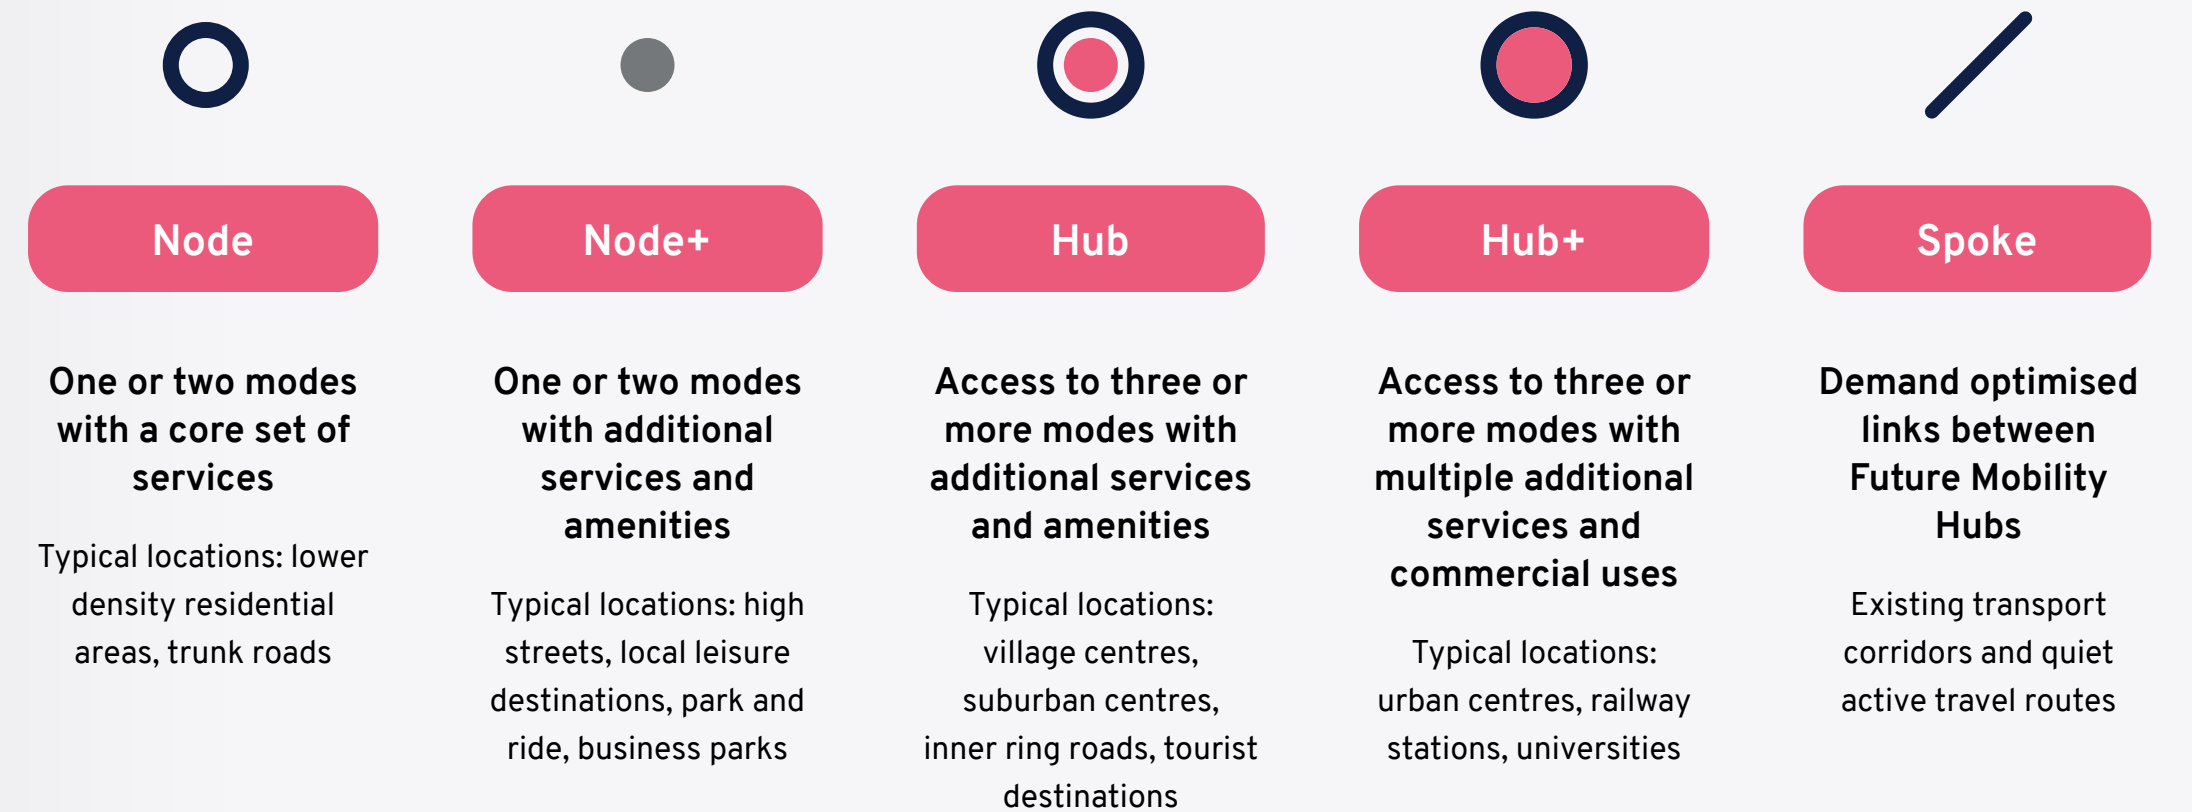 Node
One or two modes
with a core set of
services
Typical locations: lower
density residential
areas, trunk roads
Node+
One or two modes
with additional
services and
amenities
Typical locations: high
streets, local leisure
destinations, park and
ride, business parks
Hub
Access to three or
more modes with
additional services
and amenities
Typical locations:
village centres,
suburban centres,
inner ring roads, tourist
destinations
Hub+
Access to three or
more modes with
multiple additional
services and
commercial uses
Typical locations:
urban centres, railway
stations, universities
Spoke
Demand optimised
links between
Future Mobility
Hubs
Existing transport
corridors and quiet
active travel routes